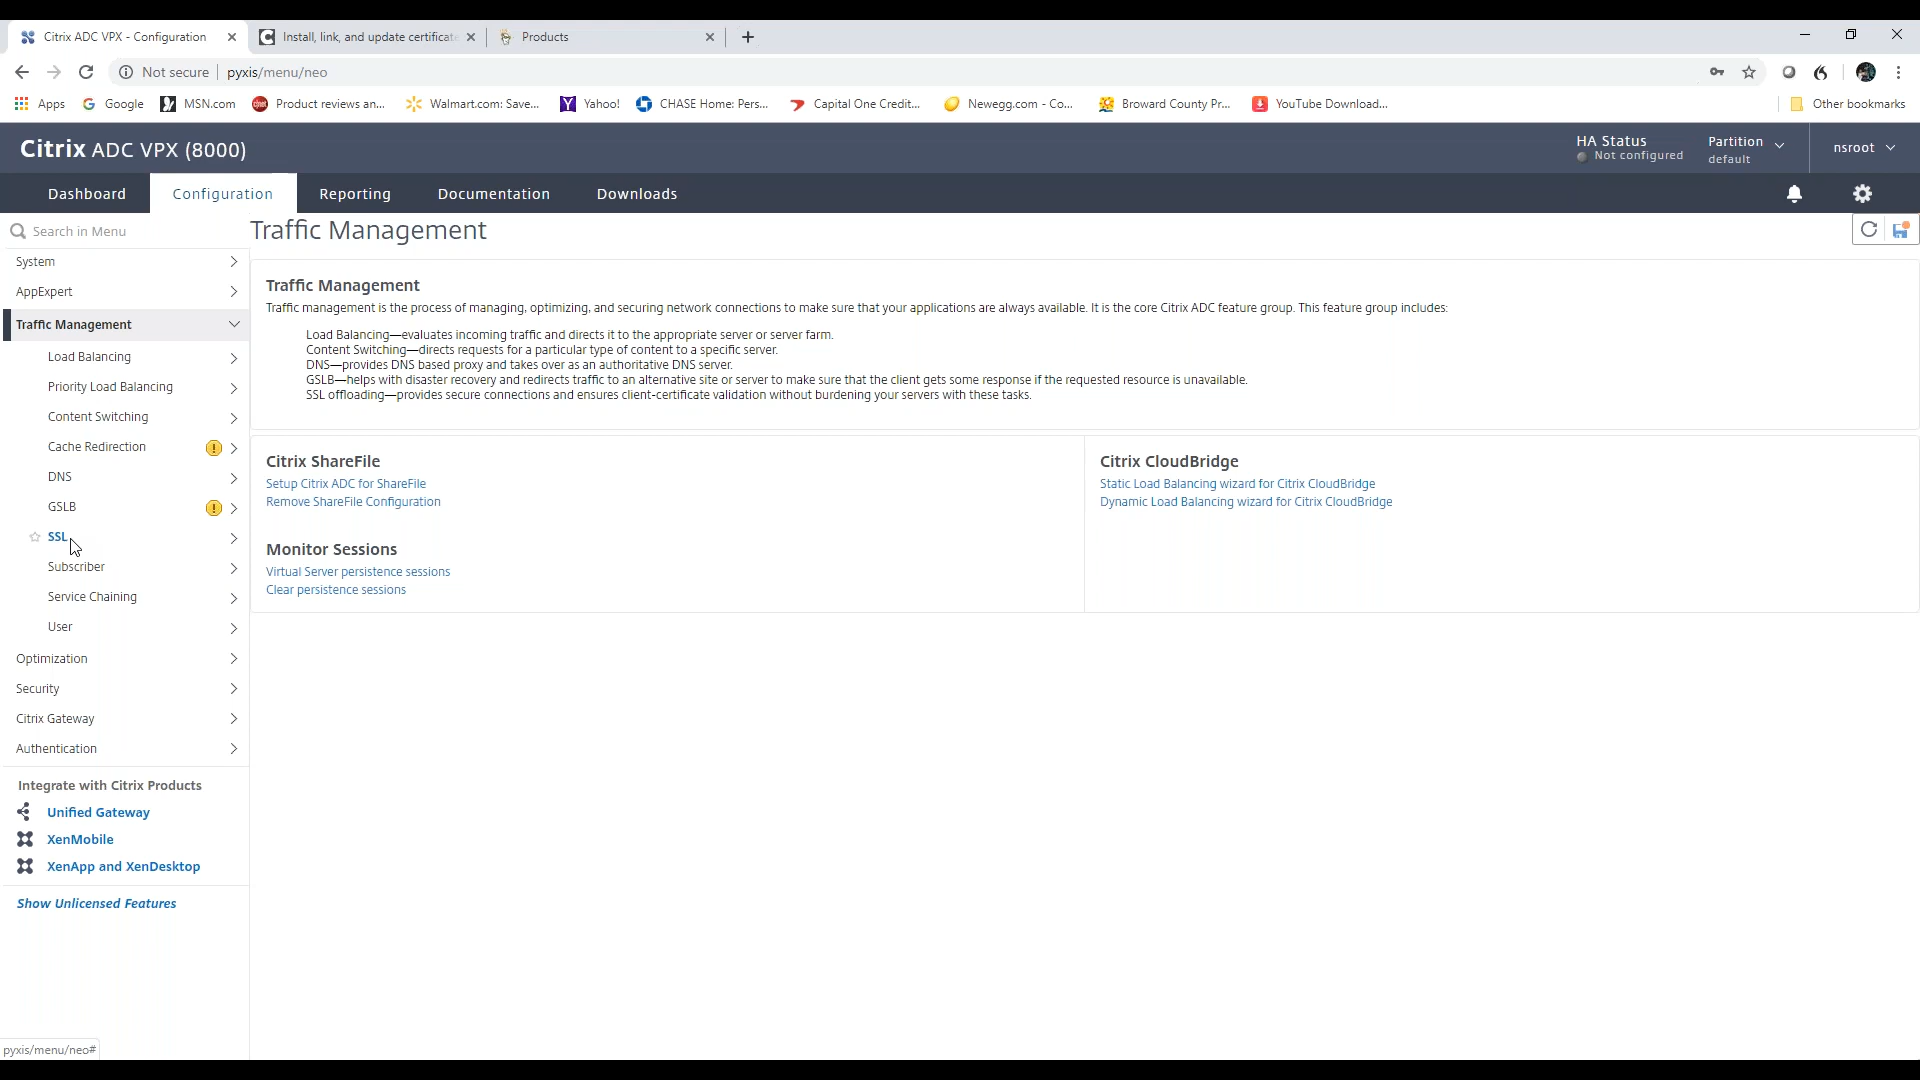 Citrix ADC VPX - Configuration
Install, link, and update certificate
Products
Not secure
pyxis/menu/neo
Apps
Google
MSN.com
Product reviews an...
Walmart.com: Save...
Yahoo!
CHASE Home: Pers...
Capital One Credit...
Newegg.com - Co...
Broward County Pr...
YouTube Download...
Other bookmarks
Citrix ADC VPX (8000)
HA Status
Not configured
Partition
default
nsroot
Dashboard
Configuration
Reporting
Documentation
Downloads
Search in Menu
System
AppExpert
Traffic Management
Load Balancing
Priority Load Balancing
Content Switching
Cache Redirection
DNS
GSLB
SSL
Subscriber
Service Chaining
User
Optimization
Security
Citrix Gateway
Authentication
Integrate with Citrix Products
Unified Gateway
XenMobile
XenApp and XenDesktop
Show Unlicensed Features
pyxis/menu/neo#
Traffic Management
Traffic Management
Traffic management is the process of managing, optimizing, and securing network connections to make sure that your applications are always available. It is the core Citrix ADC feature group. This feature group includes:
Load Balancing—evaluates incoming traffic and directs it to the appropriate server or server farm.
Content Switching—directs requests for a particular type of content to a specific server.
DNS—provides DNS based proxy and takes over as an authoritative DNS server.
GSLB—helps with disaster recovery and redirects traffic to an alternative site or server to make sure that the client gets some response if the requested resource is unavailable.
SSL offloading—provides secure connections and ensures client-certificate validation without burdening your servers with these tasks.
Citrix ShareFile
Setup Citrix ADC for ShareFile
Remove ShareFile Configuration
Monitor Sessions
Virtual Server persistence sessions
Clear persistence sessions
Citrix CloudBridge
Static Load Balancing wizard for Citrix CloudBridge
Dynamic Load Balancing wizard for Citrix CloudBridge